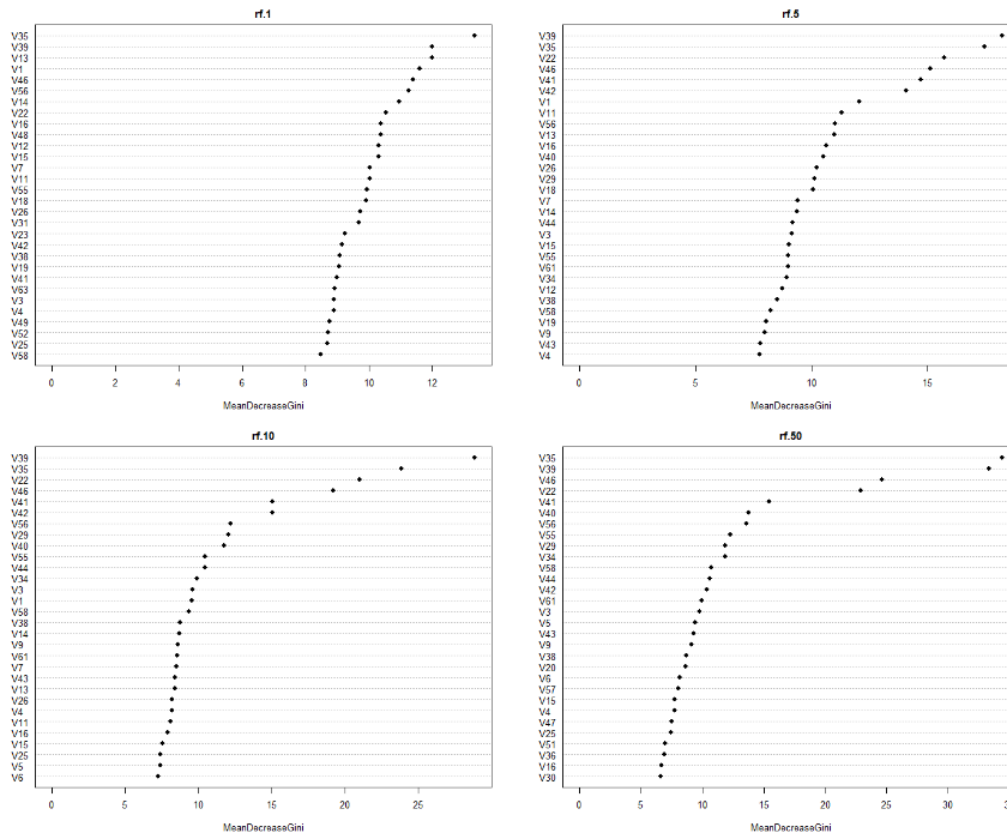 rf.1
V35
V39
V13
V1
V46
V56
V14
V22
V16
V48
V12
V15
V7
V11
V55
V18
V26
V31
V23
V42
V38
V19
V41
V63
V3
V4
V49
V52
V25
V58
0 2 4 6 8 10 12
MeanDecreaseGini
rf.5
V39
V35
V22
V46
V41
V42
V1
V11
V56
V13
V16
V40
V26
V29
V18
V7
V14
V44
V3
V15
V55
V61
V34
V12
V38
V58
V19
V9
V43
V4
0 5 10 15
MeanDecreaseGini
rf.10
V39
V35
V22
V46
V41
V42
V56
V29
V40
V55
V44
V34
V3
V1
V58
V38
V14
V9
V61
V7
V43
V13
V26
V4
V11
V16
V15
V25
V5
V6
0 5 10 15 20 25
MeanDecreaseGini
rf.50
V35
V39
V46
V22
V41
V40
V56
V55
V29
V34
V58
V44
V42
V61
V3
V5
V43
V9
V38
V20
V6
V57
V15
V4
V47
V25
V51
V36
V16
V30
0 5 10 15 20 25 30
MeanDecreaseGini